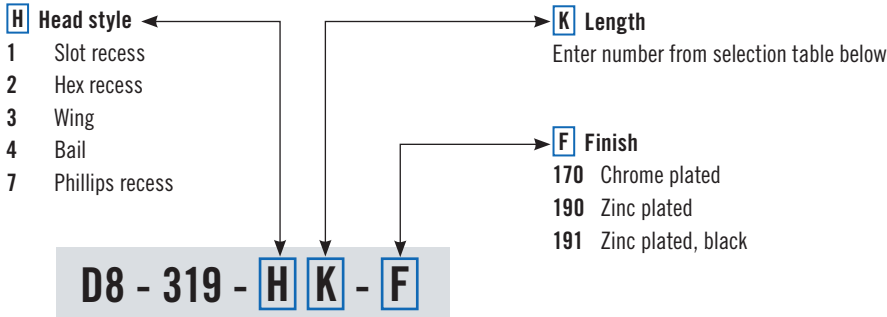 H Head style
1 Slot recess
2 Hex recess
3 Wing
4 Bail
7 Phillips recess
K Length
Enter number from selection table below
F Finish
170 Chrome plated
190 Zinc plated
191 Zinc plated, black
D8 - 319 - H K - F